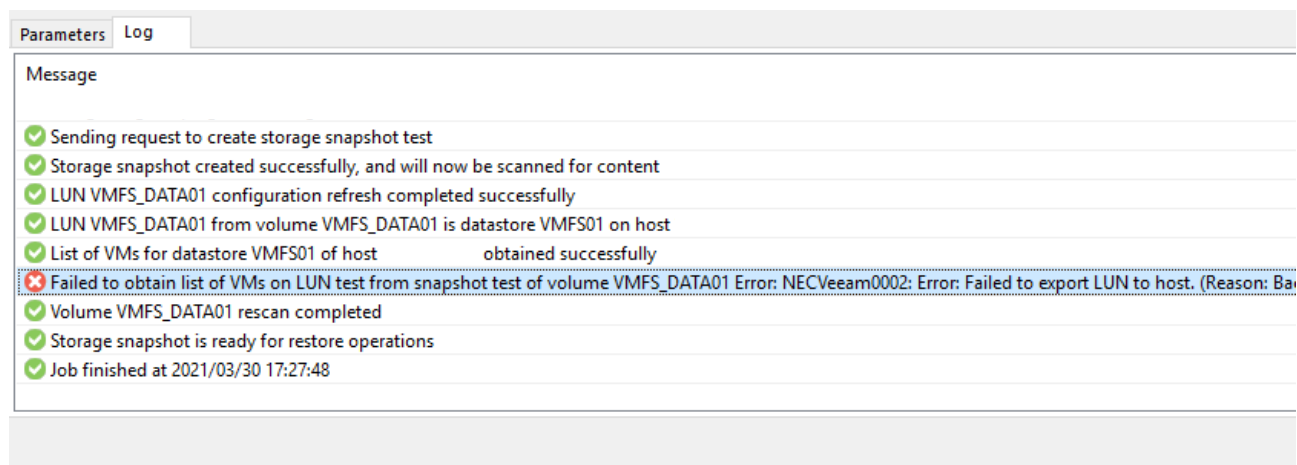 Parameters Log
Message
Sending request to create storage snapshot test
Storage snapshot created successfully, and will now be scanned for content
LUN VMFS_DATA01 configuration refresh completed successfully
LUN VMFS_DATA01 from volume VMFS_DATA01 is datastore VMFS01 on host
List of VMs for datastore VMFS01 of host obtained successfully
Failed to obtain list of VMs on LUN test from snapshot test of volume VMFS_DATA01 Error: NECVeeam0002: Error: Failed to export LUN to host. (Reason: Ba
Volume VMFS_DATA01 rescan completed
Storage snapshot is ready for restore operations
Job finished at 2021/03/30 17:27:48